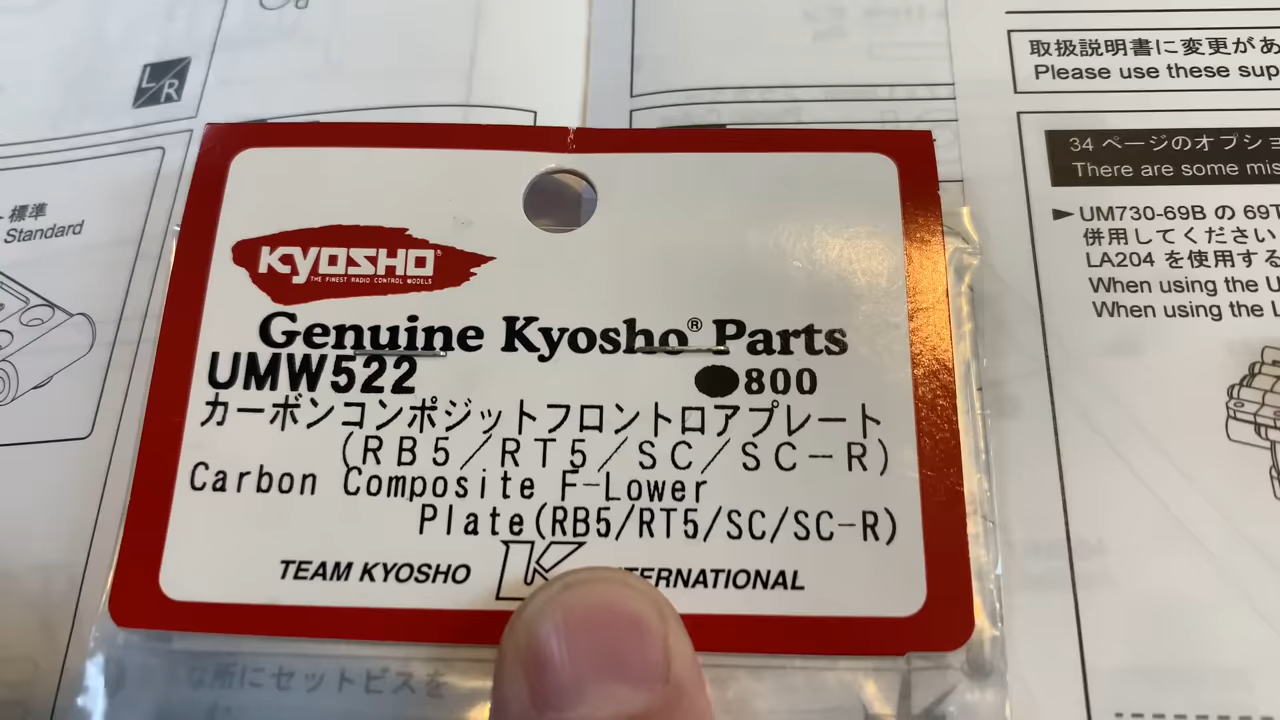 L/R
標準
Standard
取扱説明書に変更があ
Please use these sup
34 ページのオプショ
There are some mis
►UM730-69B の 69T
併用してください
LA204 を使用する
When using the U
When using the L
KYOSHO®
THE FINEST RADIO CONTROL MODELS
Genuine Kyosho® Parts
UMW522 ●800
カーボンコンポジットフロントロアプレート
(RB5/RT5/SC/SC-R)
Carbon Composite F-Lower
Plate(RB5/RT5/SC/SC-R)
TEAM KYOSHO K TERNATIONAL
な所にセットビスを